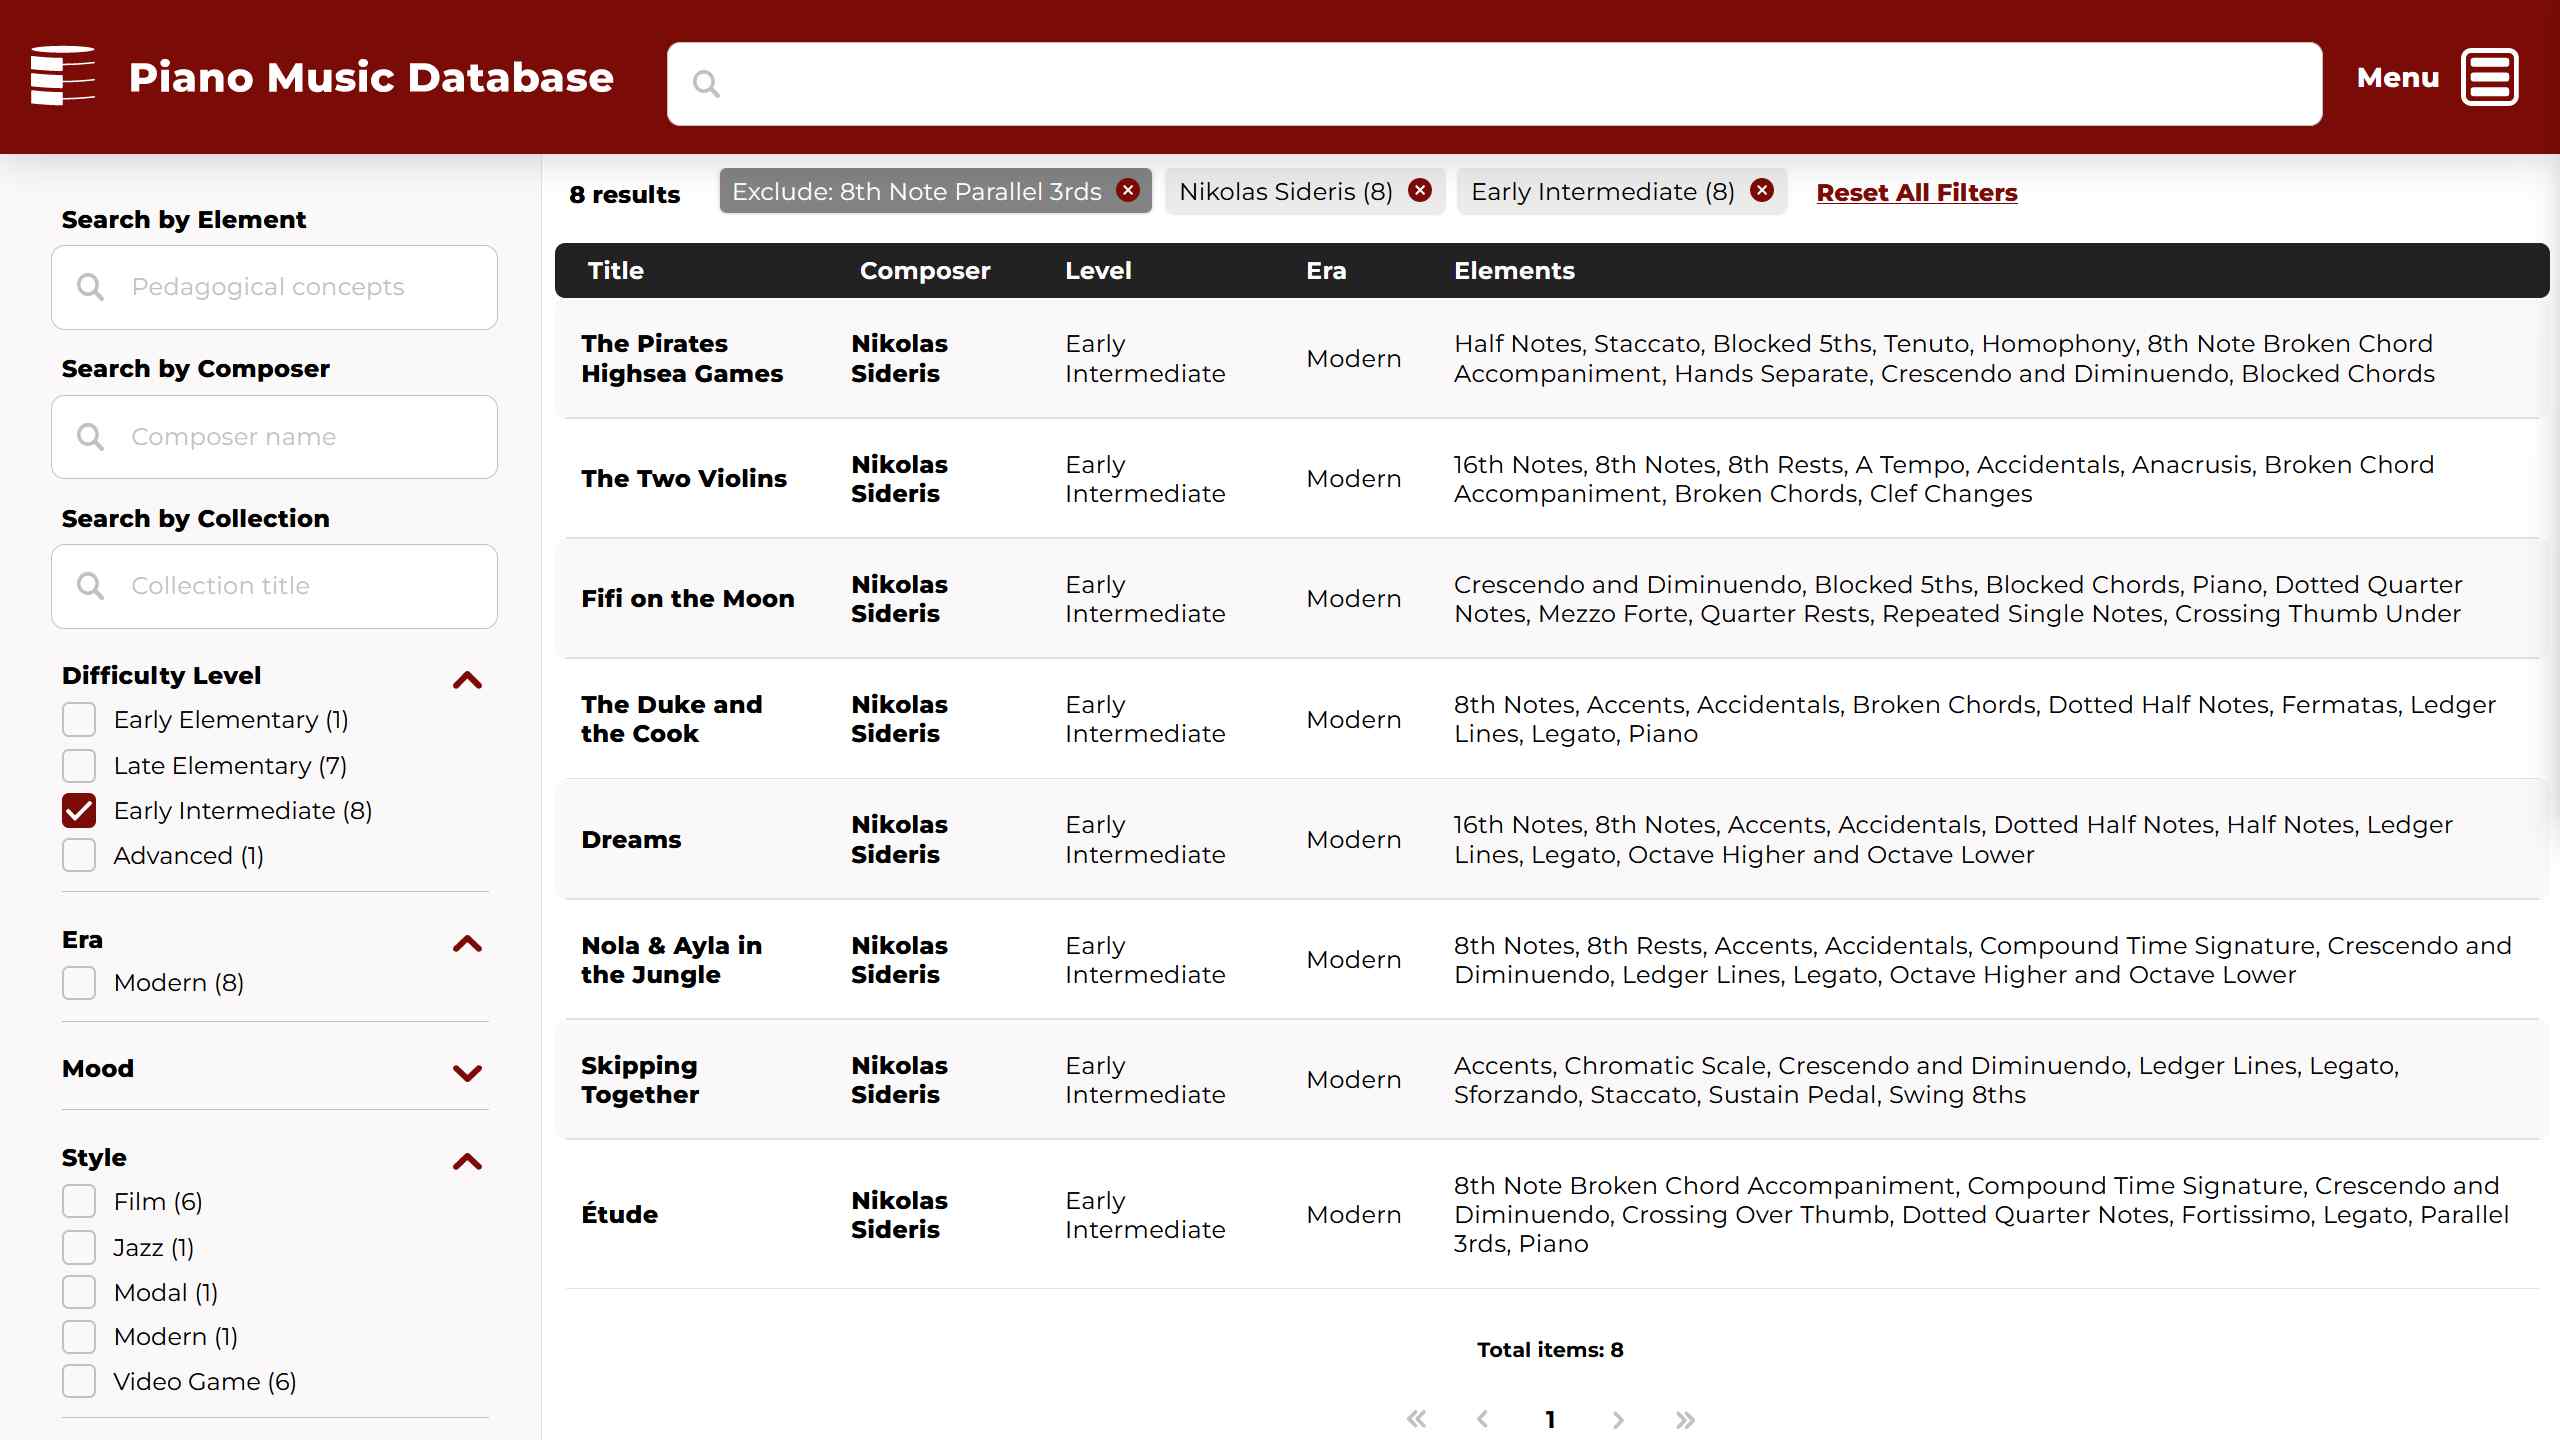 Piano Music Database
Menu
Search by Element
Pedagogical concepts
Search by Composer
Composer name
Search by Collection
Collection title
Difficulty Level
Early Elementary (1)
Late Elementary (7)
Early Intermediate (8)
Advanced (1)
Era
Modern (8)
Mood
Style
Film (6)
Jazz (1)
Modal (1)
Modern (1)
Video Game (6)
8 results
Exclude: 8th Note Parallel 3rds
Nikolas Sideris (8)
Early Intermediate (8)
Reset All Filters
Title Composer Level Era Elements
The Pirates
Highsea Games
Nikolas
Sideris
Early
Intermediate
Modern
Half Notes, Staccato, Blocked 5ths, Tenuto, Homophony, 8th Note Broken Chord
Accompaniment, Hands Separate, Crescendo and Diminuendo, Blocked Chords
The Two Violins
Nikolas
Sideris
Early
Intermediate
Modern
16th Notes, 8th Notes, 8th Rests, A Tempo, Accidentals, Anacrusis, Broken Chord
Accompaniment, Broken Chords, Clef Changes
Fifi on the Moon
Nikolas
Sideris
Early
Intermediate
Modern
Crescendo and Diminuendo, Blocked 5ths, Blocked Chords, Piano, Dotted Quarter
Notes, Mezzo Forte, Quarter Rests, Repeated Single Notes, Crossing Thumb Under
The Duke and
the Cook
Nikolas
Sideris
Early
Intermediate
Modern
8th Notes, Accents, Accidentals, Broken Chords, Dotted Half Notes, Fermatas, Ledger
Lines, Legato, Piano
Dreams
Nikolas
Sideris
Early
Intermediate
Modern
16th Notes, 8th Notes, Accents, Accidentals, Dotted Half Notes, Half Notes, Ledger
Lines, Legato, Octave Higher and Octave Lower
Nola & Ayla in
the Jungle
Nikolas
Sideris
Early
Intermediate
Modern
8th Notes, 8th Rests, Accents, Accidentals, Compound Time Signature, Crescendo and
Diminuendo, Ledger Lines, Legato, Octave Higher and Octave Lower
Skipping
Together
Nikolas
Sideris
Early
Intermediate
Modern
Accents, Chromatic Scale, Crescendo and Diminuendo, Ledger Lines, Legato,
Sforzando, Staccato, Sustain Pedal, Swing 8ths
Étude
Nikolas
Sideris
Early
Intermediate
Modern
8th Note Broken Chord Accompaniment, Compound Time Signature, Crescendo and
Diminuendo, Crossing Over Thumb, Dotted Quarter Notes, Fortissimo, Legato, Parallel
3rds, Piano
Total items: 8
1